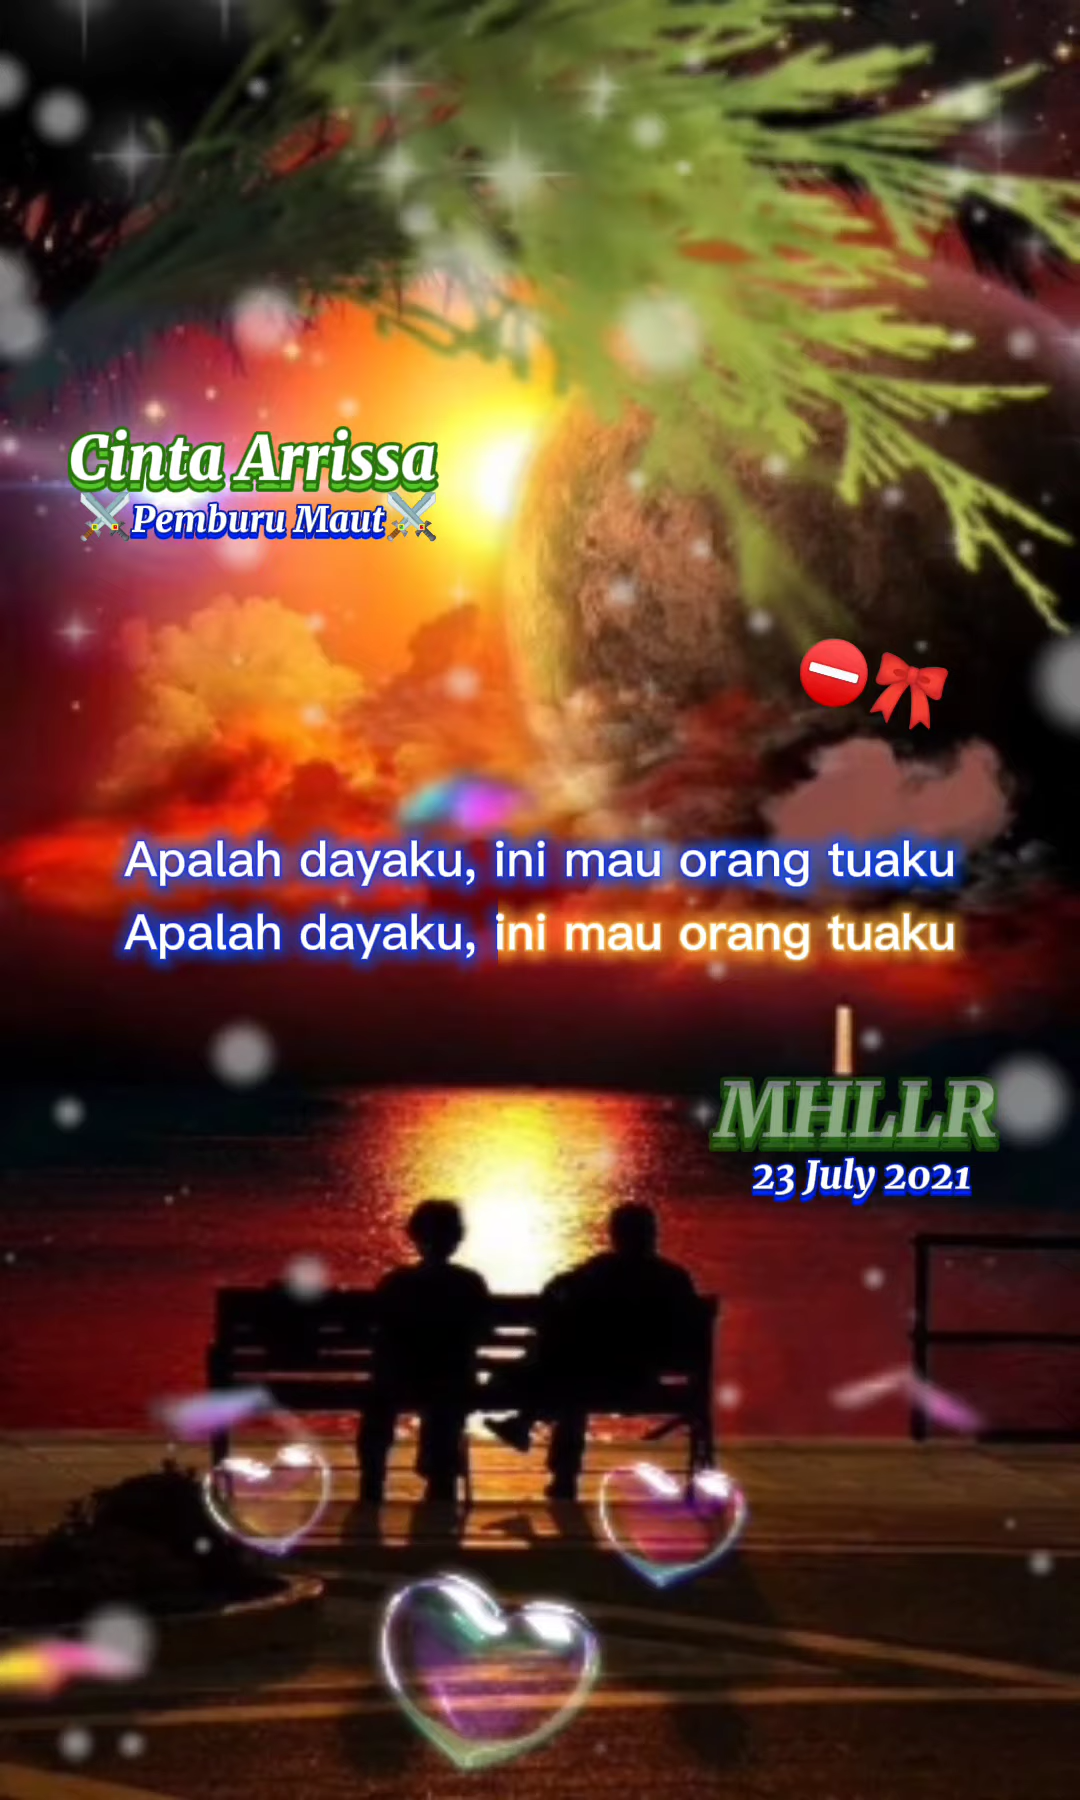 Cinta Arrissa
⚔Pemburu Maut⚔
Apalah dayaku, ini mau orang tuaku
Apalah dayaku, ini mau orang tuaku
MHLLR
23 July 2021